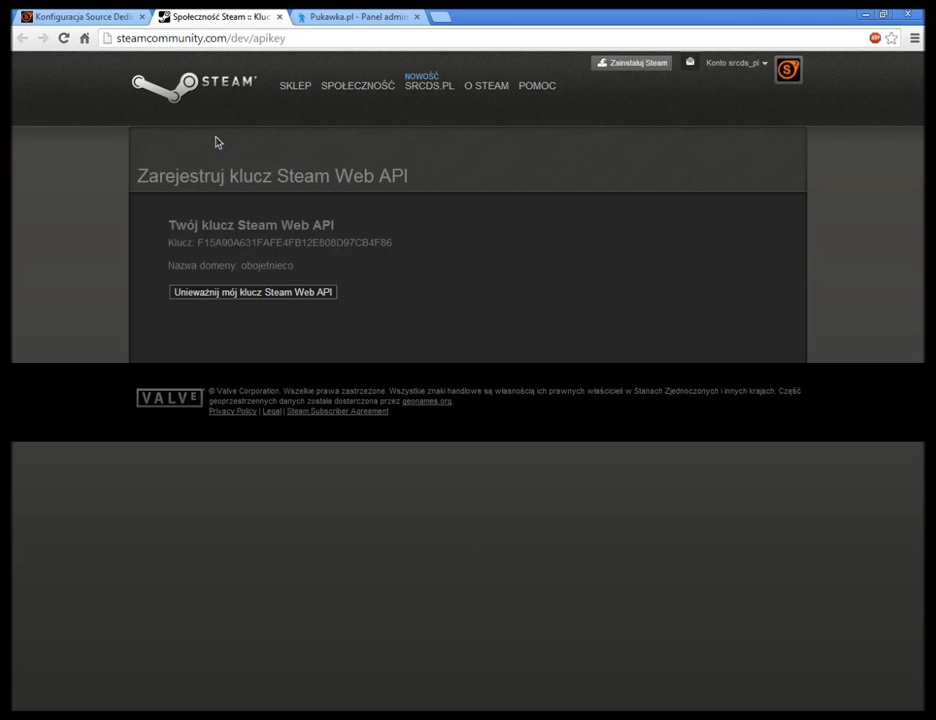 Konfiguracja Source Dedic
Społeczność Steam :: Kluc
Pukawka.pl - Panel admin
steamcommunity.com/dev/apikey
ABP
Zainstaluj Steam
Konto srcds_pl
STEAM
SKLEP
SPOŁECZNOŚĆ
NOWOŚĆ
SRCDS.PL
O STEAM
POMOC
Zarejestruj klucz Steam Web API
Twój klucz Steam Web API
Klucz: F15A90A631FAFE4FB12E808D97CB4F86
Nazwa domeny: obojetnieco
Unieważnij mój klucz Steam Web API
VALVE
© Valve Corporation. Wszelkie prawa zastrzeżone. Wszystkie znaki handlowe są własnością ich prawnych właścicieli w Stanach Zjednoczonych i innych krajach. Część
geoprzestrzennych danych została dostarczona przez geonames.org.
Privacy Policy | Legal | Steam Subscriber Agreement